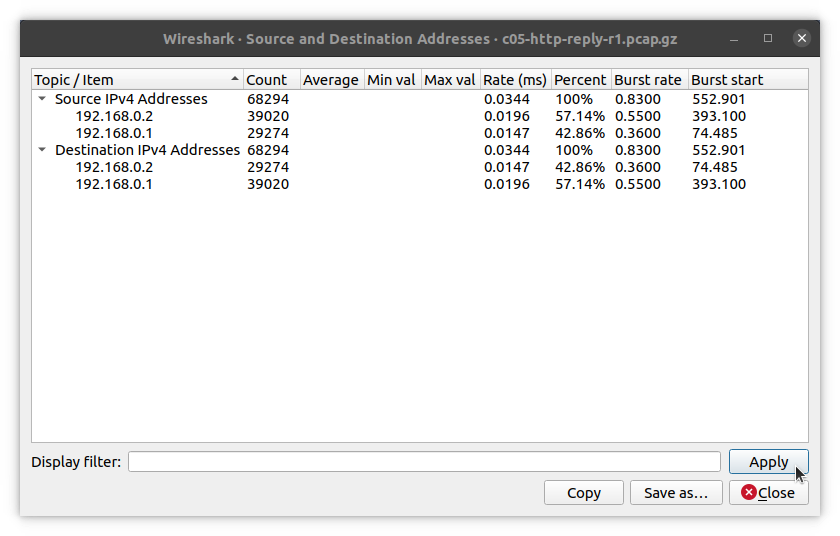 Wireshark · Source and Destination Addresses · c05-http-reply-r1.pcap.gz
Topic / Item Count Average Min val Max val Rate (ms) Percent Burst rate Burst start
Source IPv4 Addresses 68294 0.0344 100% 0.8300 552.901
192.168.0.2 39020 0.0196 57.14% 0.5500 393.100
192.168.0.1 29274 0.0147 42.86% 0.3600 74.485
Destination IPv4 Addresses 68294 0.0344 100% 0.8300 552.901
192.168.0.2 29274 0.0147 42.86% 0.3600 74.485
192.168.0.1 39020 0.0196 57.14% 0.5500 393.100
Display filter: Apply
Copy Save as... Close